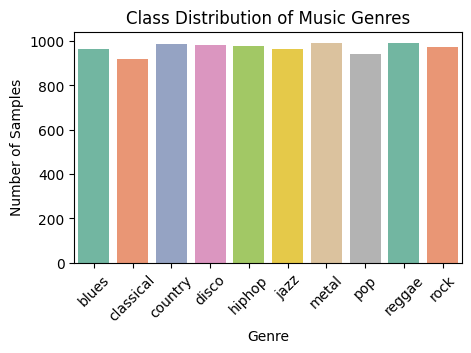 Class Distribution of Music Genres
Number of Samples
1000
800
600
400
200
0
blues
classical
country
disco
hiphop
jazz
metal
pop
reggae
rock
Genre